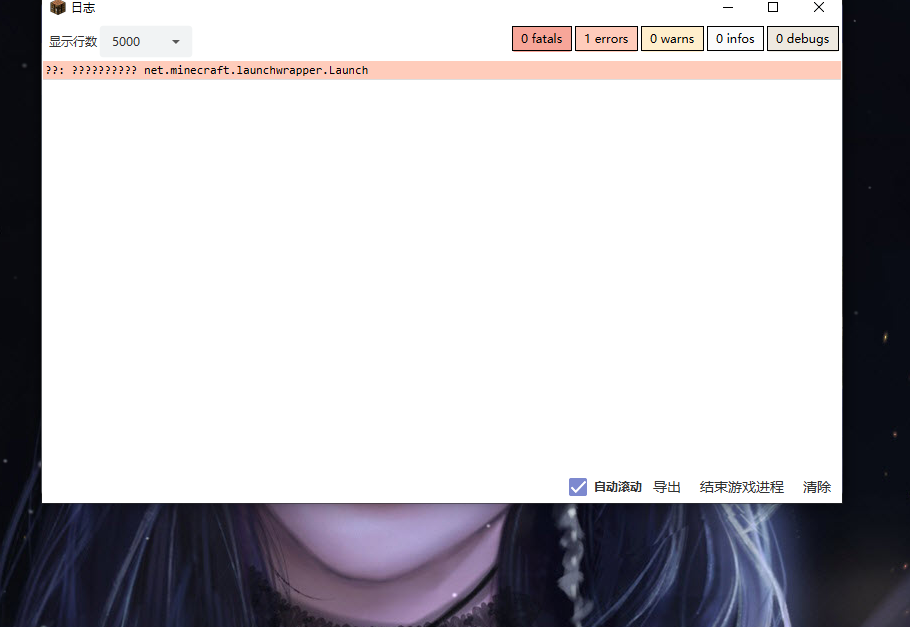 日志
显示行数 5000 0 fatals 1 errors 0 warns 0 infos 0 debugs
??: ?????????? net.minecraft.launchwrapper.Launch
自动滚动 导出 结束游戏进程 清除